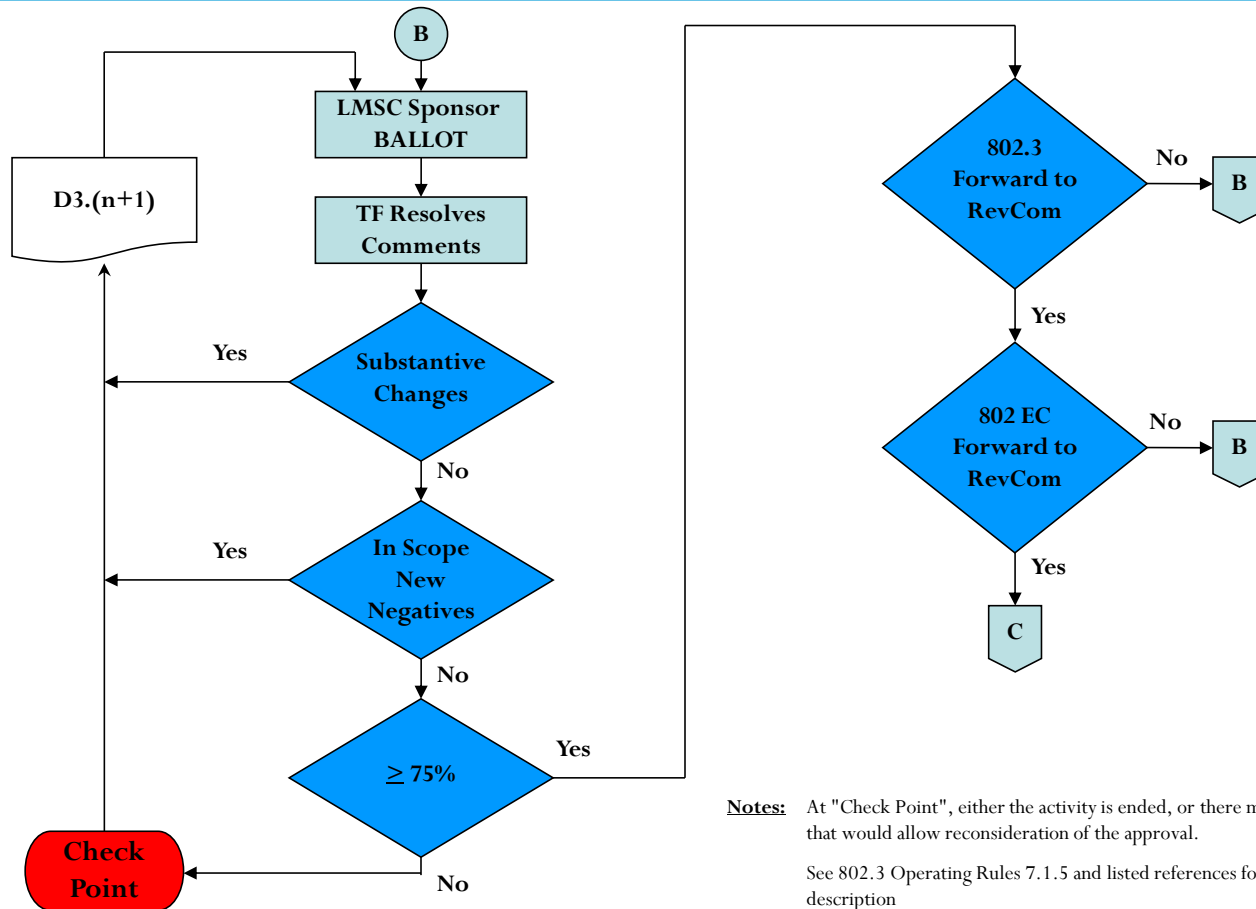 B
LMSC Sponsor
BALLOT
D3.(n+1)
TF Resolves
Comments
Yes
Substantive
Changes
No
Yes
In Scope
New
Negatives
No
≥ 75%
Yes
No
Check
Point
802.3
Forward to
RevCom
No
B
Yes
802 EC
Forward to
RevCom
No
B
Yes
C
Notes: At "Check Point", either the activity is ended, or there
that would allow reconsideration of the approval.
See 802.3 Operating Rules 7.1.5 and listed references
description